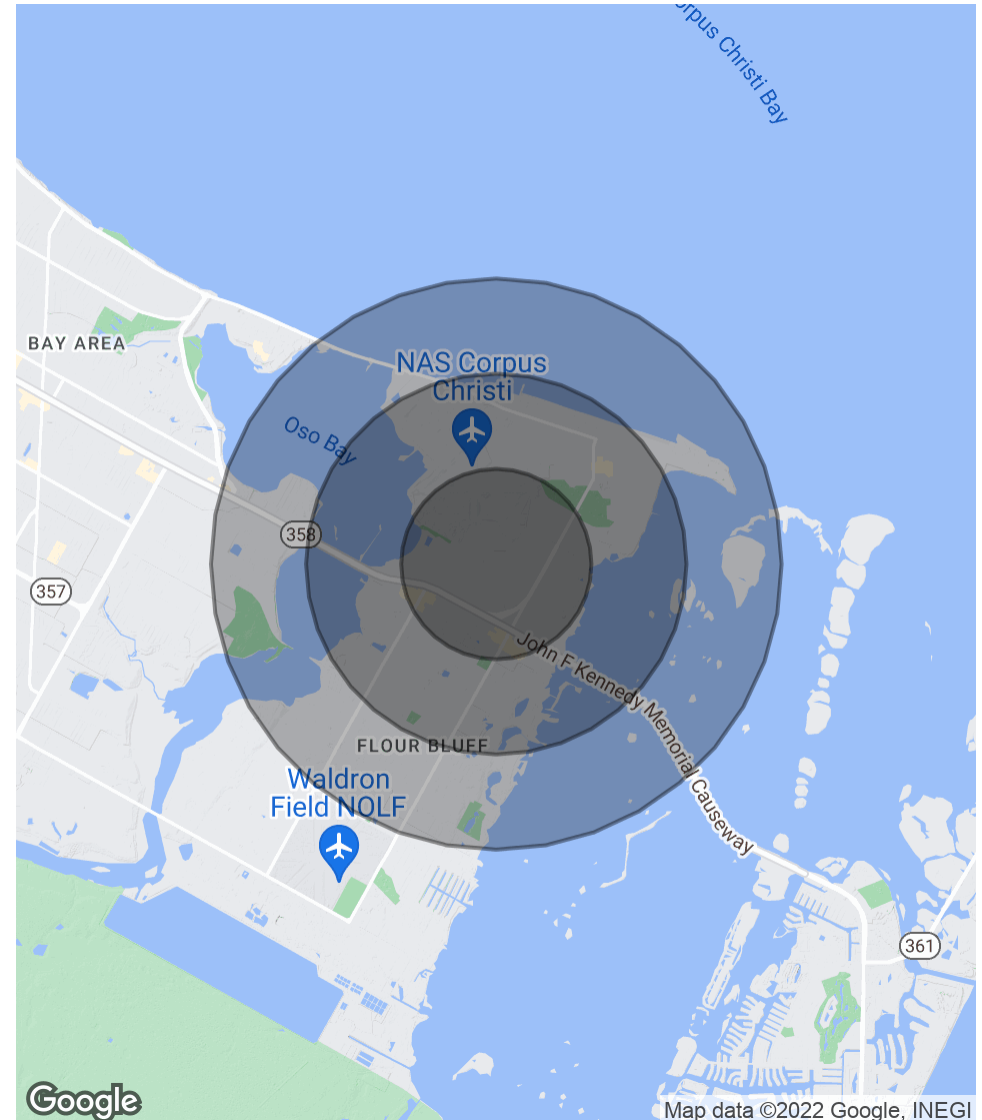 orpus Christi Bay
BAY AREA
NAS Corpus
Christi
Oso Bay
358
357
John F Kennedy Memorial Causeway
FLOUR BLUFF
Waldron
Field NOLF
361
Google
Map data ©2022 Google, INEGI